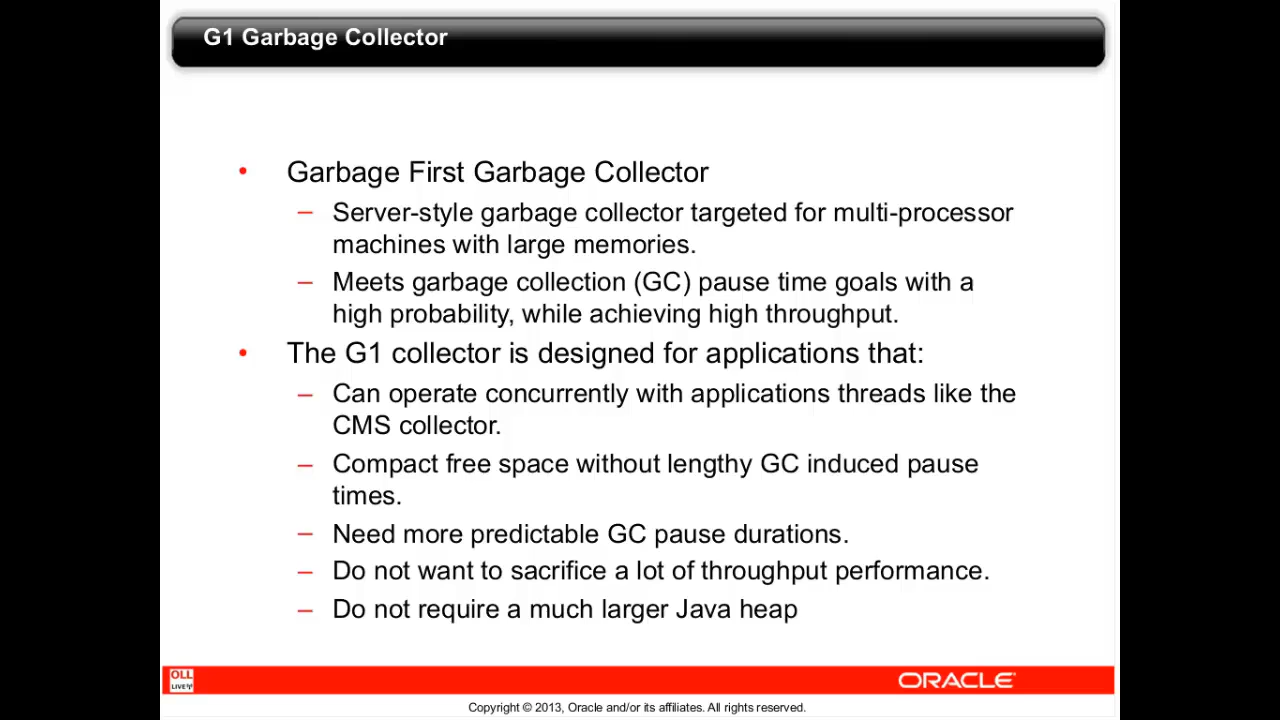 G1 Garbage Collector
• Garbage First Garbage Collector
– Server-style garbage collector targeted for multi-processor
machines with large memories.
– Meets garbage collection (GC) pause time goals with a
high probability, while achieving high throughput.
• The G1 collector is designed for applications that:
– Can operate concurrently with applications threads like the
CMS collector.
– Compact free space without lengthy GC induced pause
times.
– Need more predictable GC pause durations.
– Do not want to sacrifice a lot of throughput performance.
– Do not require a much larger Java heap
OLL
LIVE
ORACLE
Copyright © 2013, Oracle and/or its affiliates. All rights reserved.